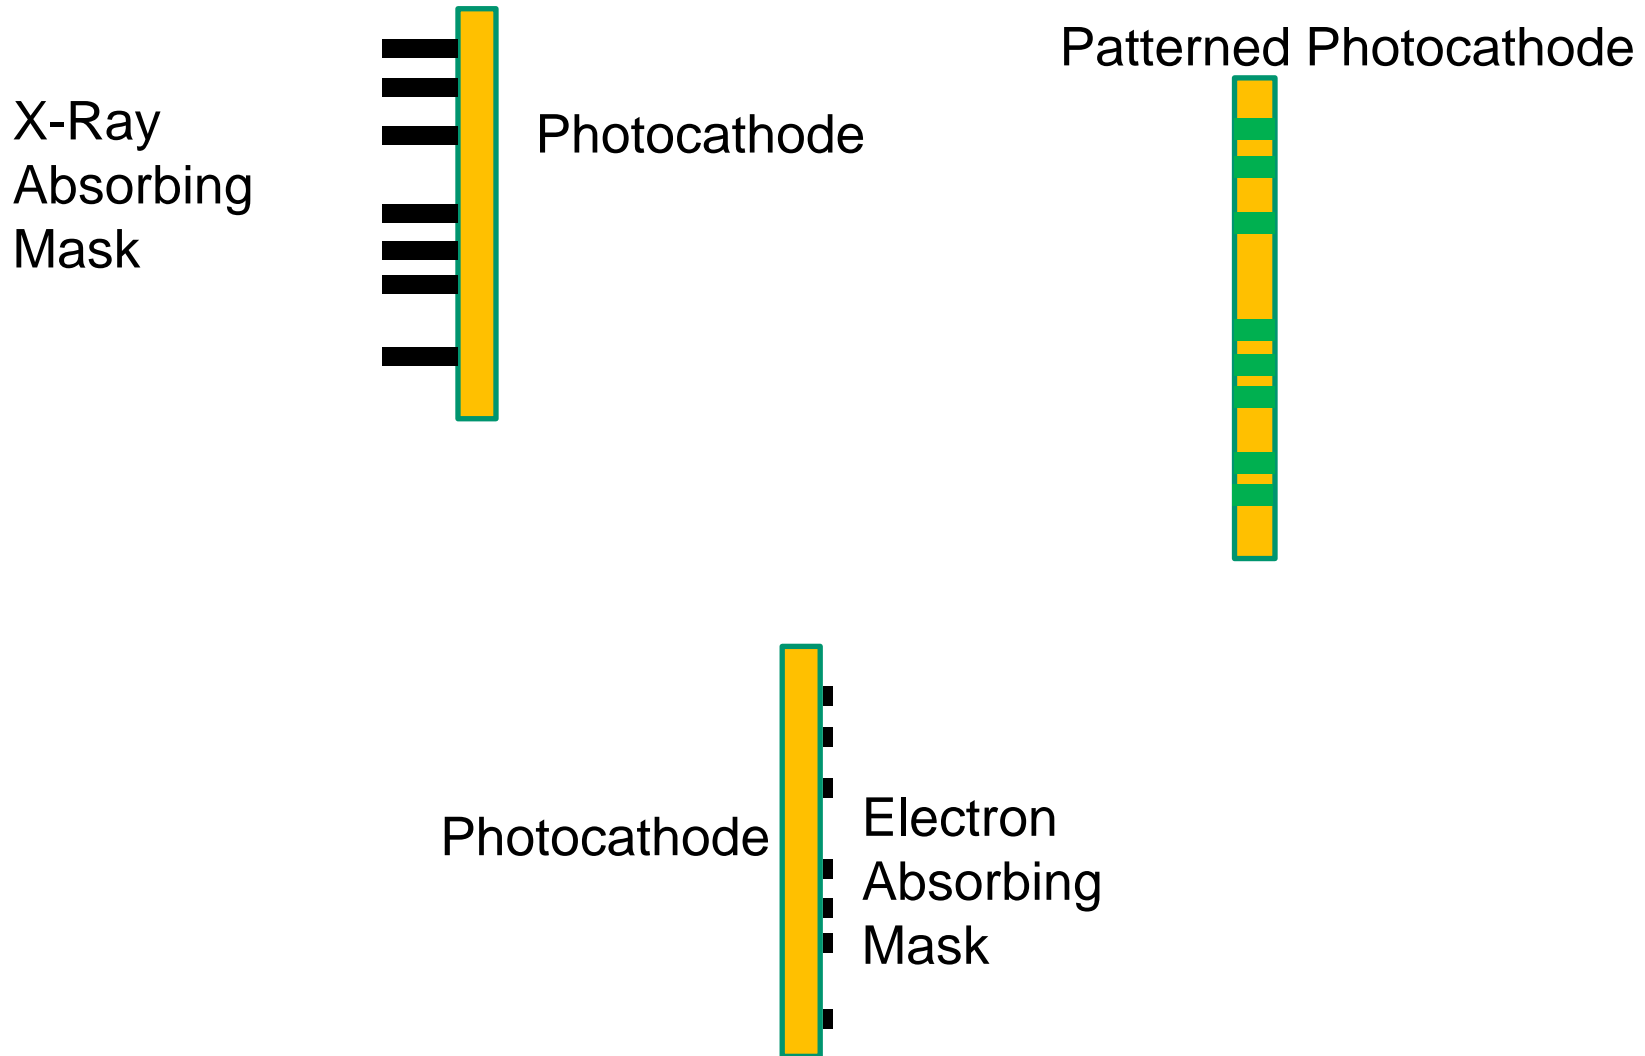 X-Ray
Absorbing
Mask
Photocathode
Patterned Photocathode
Photocathode
Electron
Absorbing
Mask